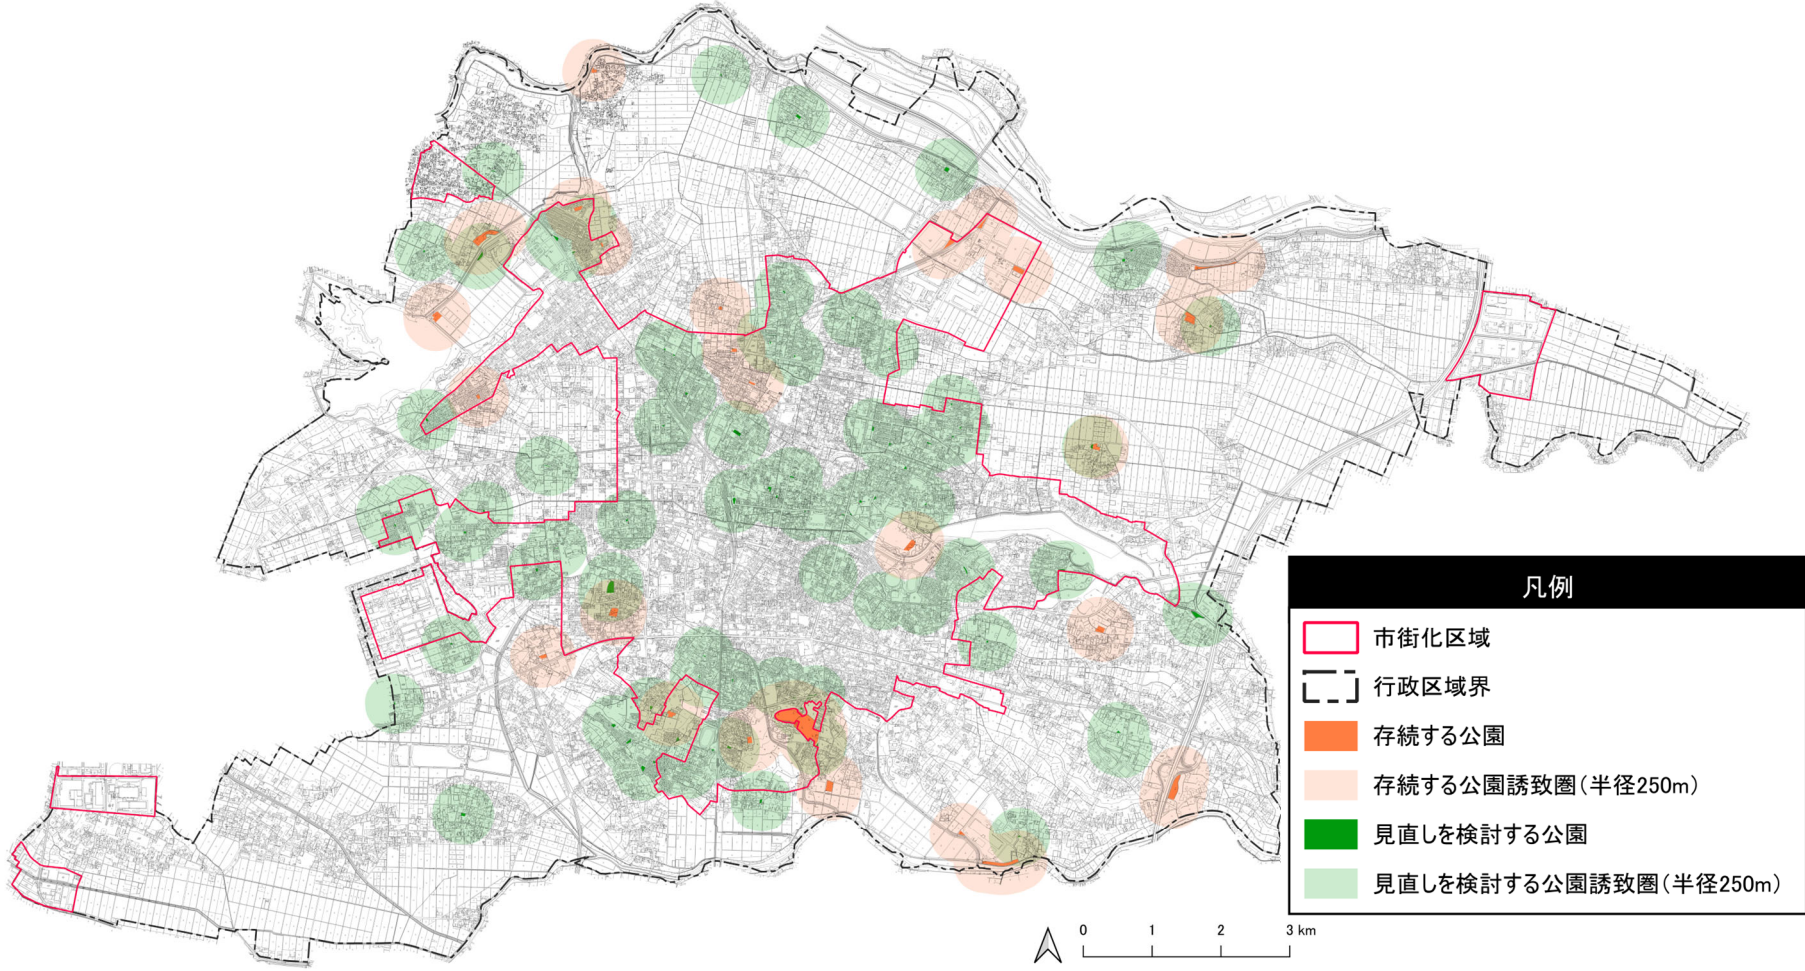 凡例
市街化区域
行政区域界
存続する公園
存続する公園誘致圏(半径250m)
見直しを検討する公園
見直しを検討する公園誘致圏(半径250m)
0 1 2 3 km